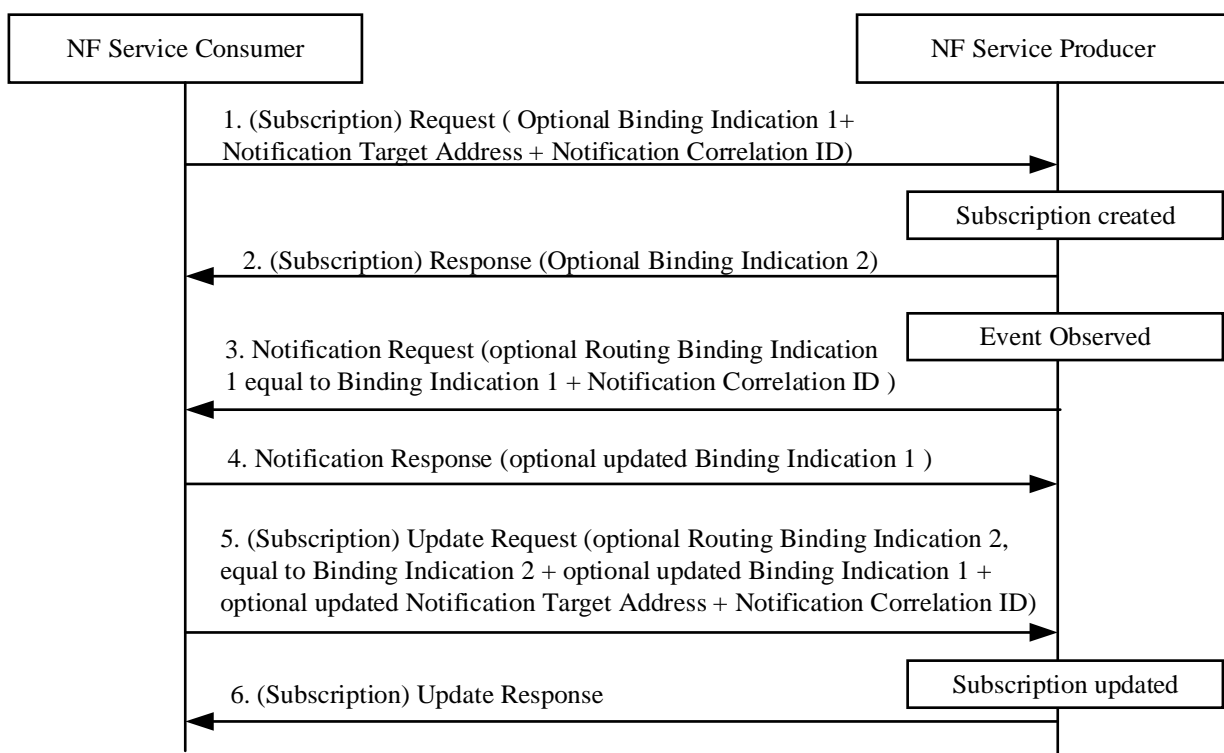 NF Service Consumer
NF Service Producer
1. (Subscription) Request ( Optional Binding Indication 1+
Notification Target Address + Notification Correlation ID)
Subscription created
2. (Subscription) Response (Optional Binding Indication 2)
Event Observed
3. Notification Request (optional Routing Binding Indication
1 equal to Binding Indication 1 + Notification Correlation ID )
4. Notification Response (optional updated Binding Indication 1 )
5. (Subscription) Update Request (optional Routing Binding Indication 2,
equal to Binding Indication 2 + optional updated Binding Indication 1 +
optional updated Notification Target Address + Notification Correlation ID)
Subscription updated
6. (Subscription) Update Response